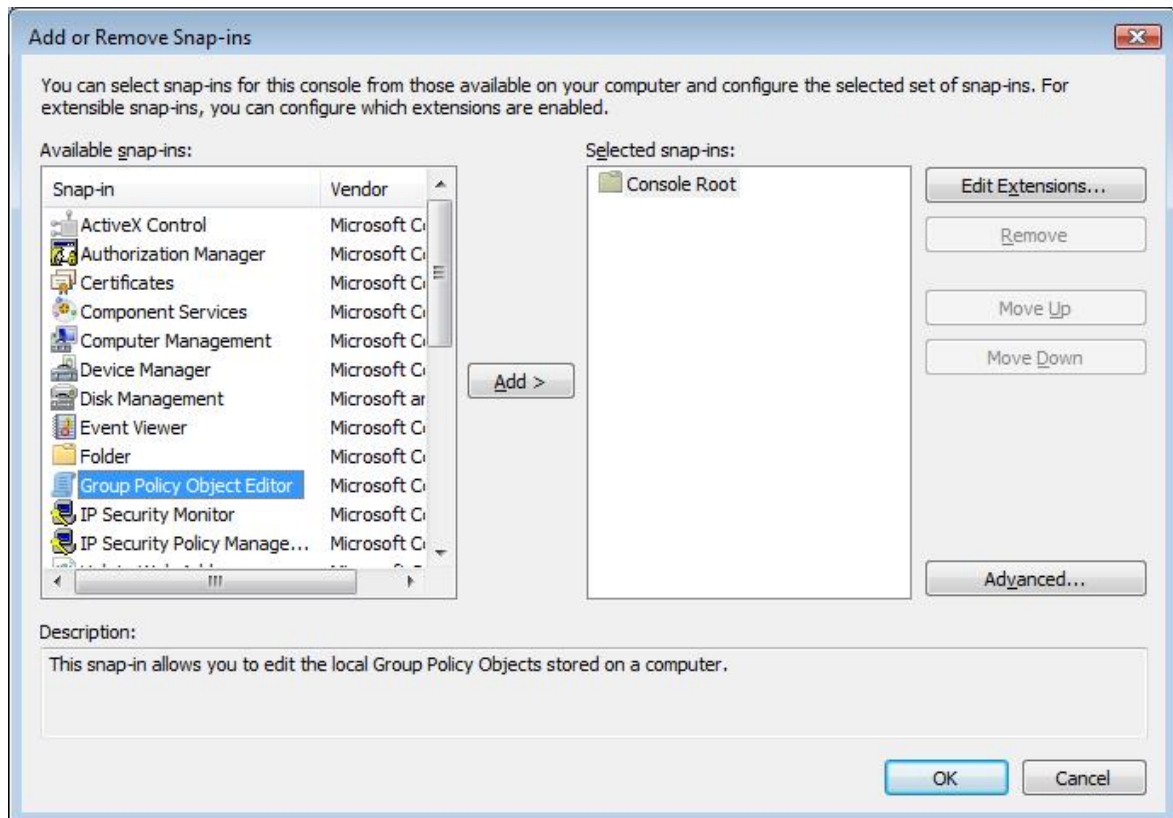 Add or Remove Snap-ins
You can select snap-ins for this console from those available on your computer and configure the selected set of snap-ins. For
extensible snap-ins, you can configure which extensions are enabled.
Available snap-ins:
Selected snap-ins:
Snap-in Vendor
ActiveX Control Microsoft C
Authorization Manager Microsoft C
Certificates Microsoft C
Component Services Microsoft C
Computer Management Microsoft C
Device Manager Microsoft C
Disk Management Microsoft ar
Event Viewer Microsoft C
Folder Microsoft C
Group Policy Object Editor Microsoft C
IP Security Monitor Microsoft C
IP Security Policy Manage... Microsoft C
Add >
Console Root
Edit Extensions...
Remove
Move Up
Move Down
Advanced...
Description:
This snap-in allows you to edit the local Group Policy Objects stored on a computer.
OK
Cancel